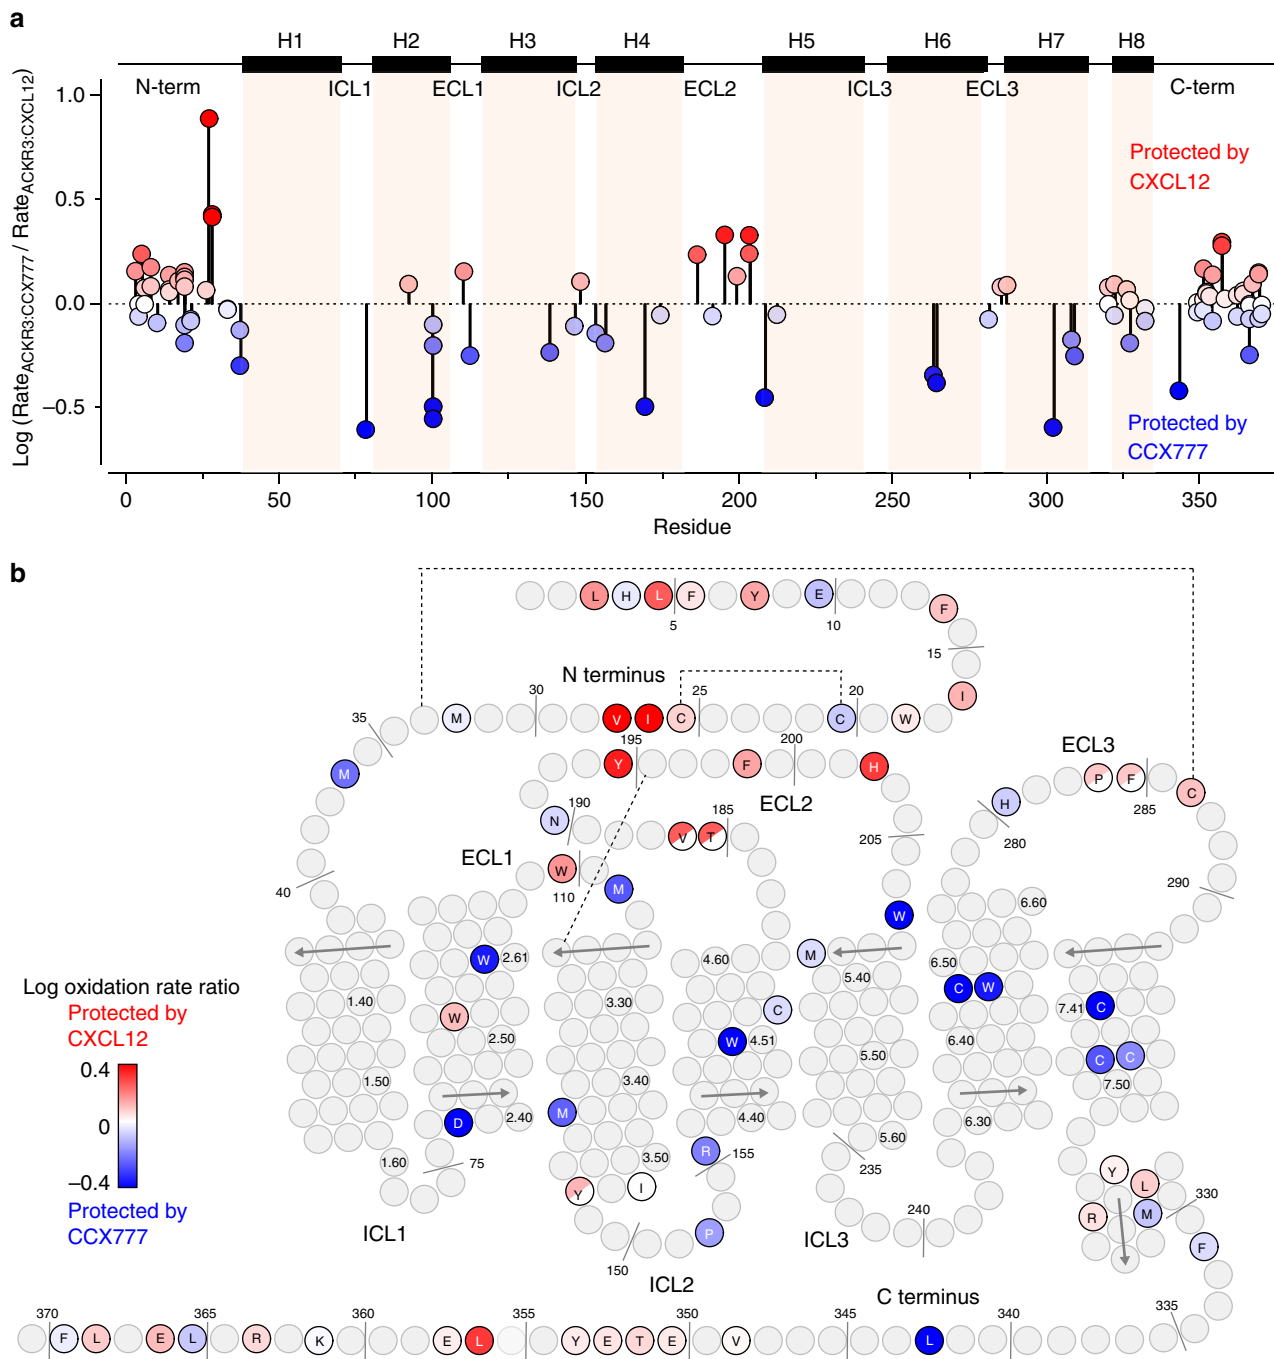 a
H1 H2 H3 H4 H5 H6 H7 H8
N-term ICL1 ECL1 ICL2 ECL2 ICL3 ECL3 C-term
Log (RateACKR3:CCX777 / RateACKR3:CXCL12)
1.0
0.5
0.0
−0.5
Protected by
CXCL12
Protected by
CCX777
0 50 100 150 200 250 300 350
Residue
b
L H L F Y E F
5 10
15
N terminus
I
30 25 20
M V I C C W
35
M
40
195 200
Y F H
ECL2
205
N
190
185
V T
ECL1
W
110
M
W
ECL3
P F C
285
H
280
290
6.60
W 2.61
4.60
M
5.40
6.50
C W
7.41 C
1.40
W
2.50
3.30
C
W 4.51
5.50
6.40
C C
7.50
1.50
3.40
D
2.40
M
4.40
5.60
6.30
1.60
75
3.50
R
155
235
Y I
P
150
240
ICL1
ICL2
ICL3
Y L
R M
330
F
335
Log oxidation rate ratio
Protected by
CXCL12
0.4
0
−0.4
Protected by
CCX777
C terminus
370 365 360 355 350 345 340
F L E L R K E L Y E T E V L